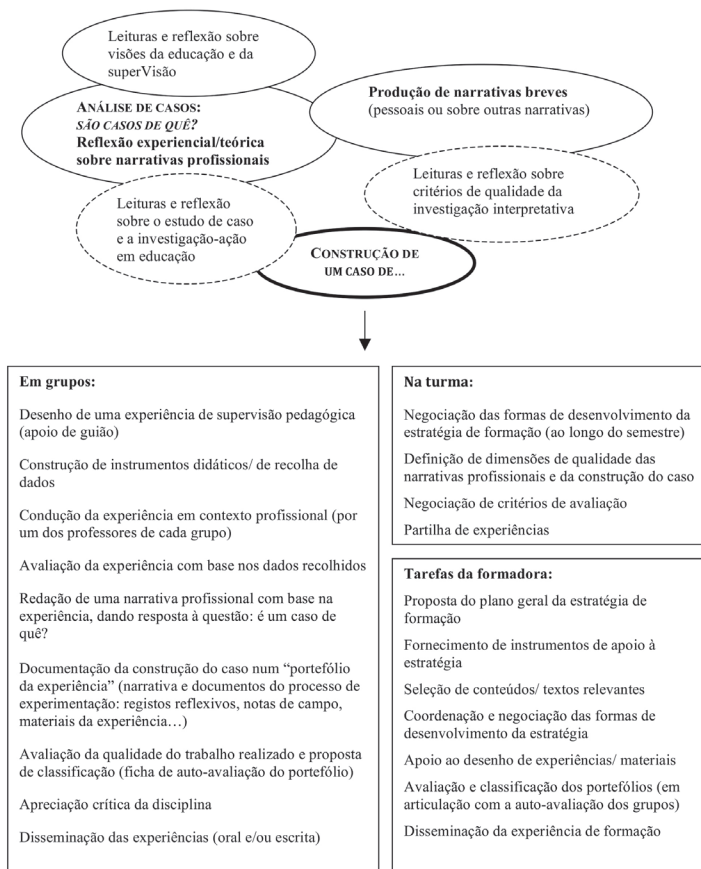 Leituras e reflexão sobre
visões da educação e da
superVisão
ANÁLISE DE CASOS:
SÃO CASOS DE QUÊ?
Reflexão experiencial/teórica
sobre narrativas profissionais
Produção de narrativas breves
(pessoais ou sobre outras narrativas)
Leituras e reflexão
sobre o estudo de caso
e a investigação-ação
em educação
Leituras e reflexão sobre
critérios de qualidade da
investigação interpretativa
CONSTRUÇÃO DE
UM CASO DE…
Em grupos:
Desenho de uma experiência de supervisão pedagógica
(apoio de guião)
Construção de instrumentos didáticos/ de recolha de
dados
Condução da experiência em contexto profissional (por
um dos professores de cada grupo)
Avaliação da experiência com base nos dados recolhidos
Redação de uma narrativa profissional com base na
experiência, dando resposta à questão: é um caso de
quê?
Documentação da construção do caso num “portefólio
da experiência” (narrativa e documentos do processo de
experimentação: registos reflexivos, notas de campo,
materiais da experiência…)
Avaliação da qualidade do trabalho realizado e proposta
de classificação (ficha de auto-avaliação do portefólio)
Apreciação crítica da disciplina
Disseminação das experiências (oral e/ou escrita)
Na turma:
Negociação das formas de desenvolvimento da
estratégia de formação (ao longo do semestre)
Definição de dimensões de qualidade das
narrativas profissionais e da construção do caso
Negociação de critérios de avaliação
Partilha de experiências
Tarefas da formadora:
Proposta do plano geral da estratégia de
formação
Fornecimento de instrumentos de apoio à
estratégia
Seleção de conteúdos/ textos relevantes
Coordenação e negociação das formas de
desenvolvimento da estratégia
Apoio ao desenho de experiências/ materiais
Avaliação e classificação dos portefólios (em
articulação com a auto-avaliação dos grupos)
Disseminação da experiência de formação